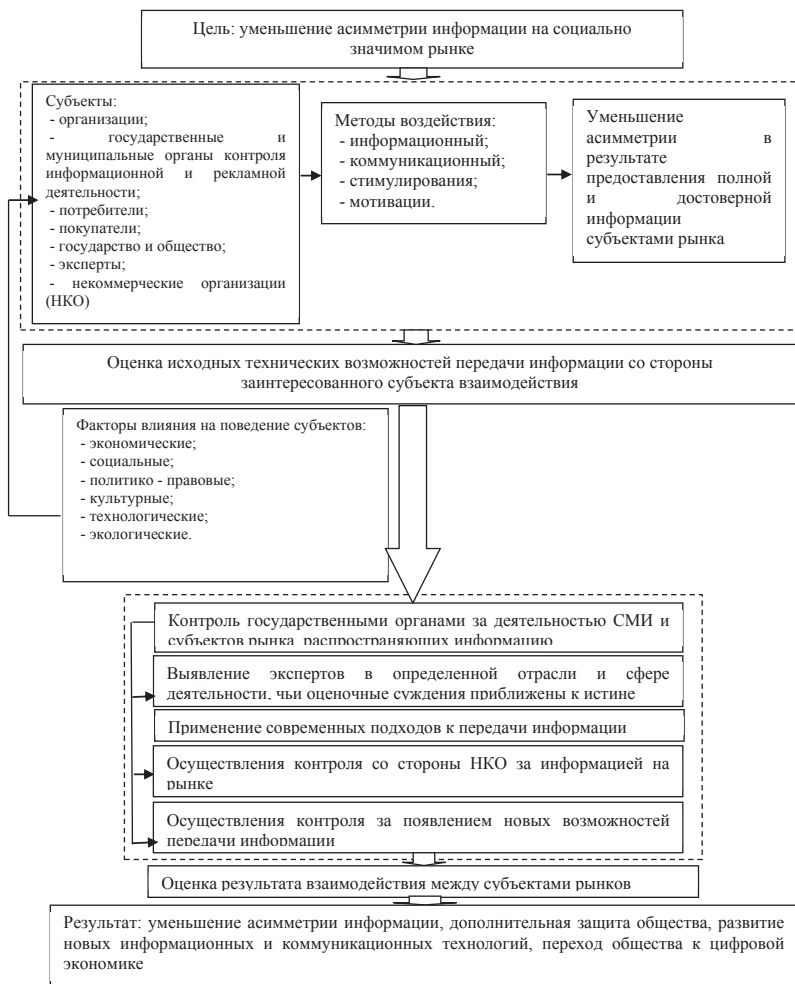 Цель: уменьшение асимметрии информации на социально
значимом рынке
Субъекты:
- организации;
- государственные и
муниципальные органы контроля
информационной и рекламной
деятельности;
- потребители;
- покупатели;
- государство и общество;
- эксперты;
- некоммерческие организации
(НКО)
Методы воздействия:
- информационный;
- коммуникационный;
- стимулирования;
- мотивации.
Уменьшение
асимметрии в
результате
предоставления полной
и достоверной
информации
субъектами рынка
Оценка исходных технических возможностей передачи информации со стороны
заинтересованного субъекта взаимодействия
Факторы влияния на поведение субъектов:
- экономические;
- социальные;
- политико - правовые;
- культурные;
- технологические;
- экологические.
Контроль государственными органами за деятельностью СМИ и
субъектов рынка, распространяющих информацию
Выявление экспертов в определенной отрасли и сфере
деятельности, чьи оценочные суждения приближены к истине
Применение современных подходов к передачи информации
Осуществления контроля со стороны НКО за информацией на
рынке
Осуществления контроля за появлением новых возможностей
передачи информации
Оценка результата взаимодействия между субъектами рынков
Результат: уменьшение асимметрии информации, дополнительная защита общества, развитие
новых информационных и коммуникационных технологий, переход общества к цифровой
экономике